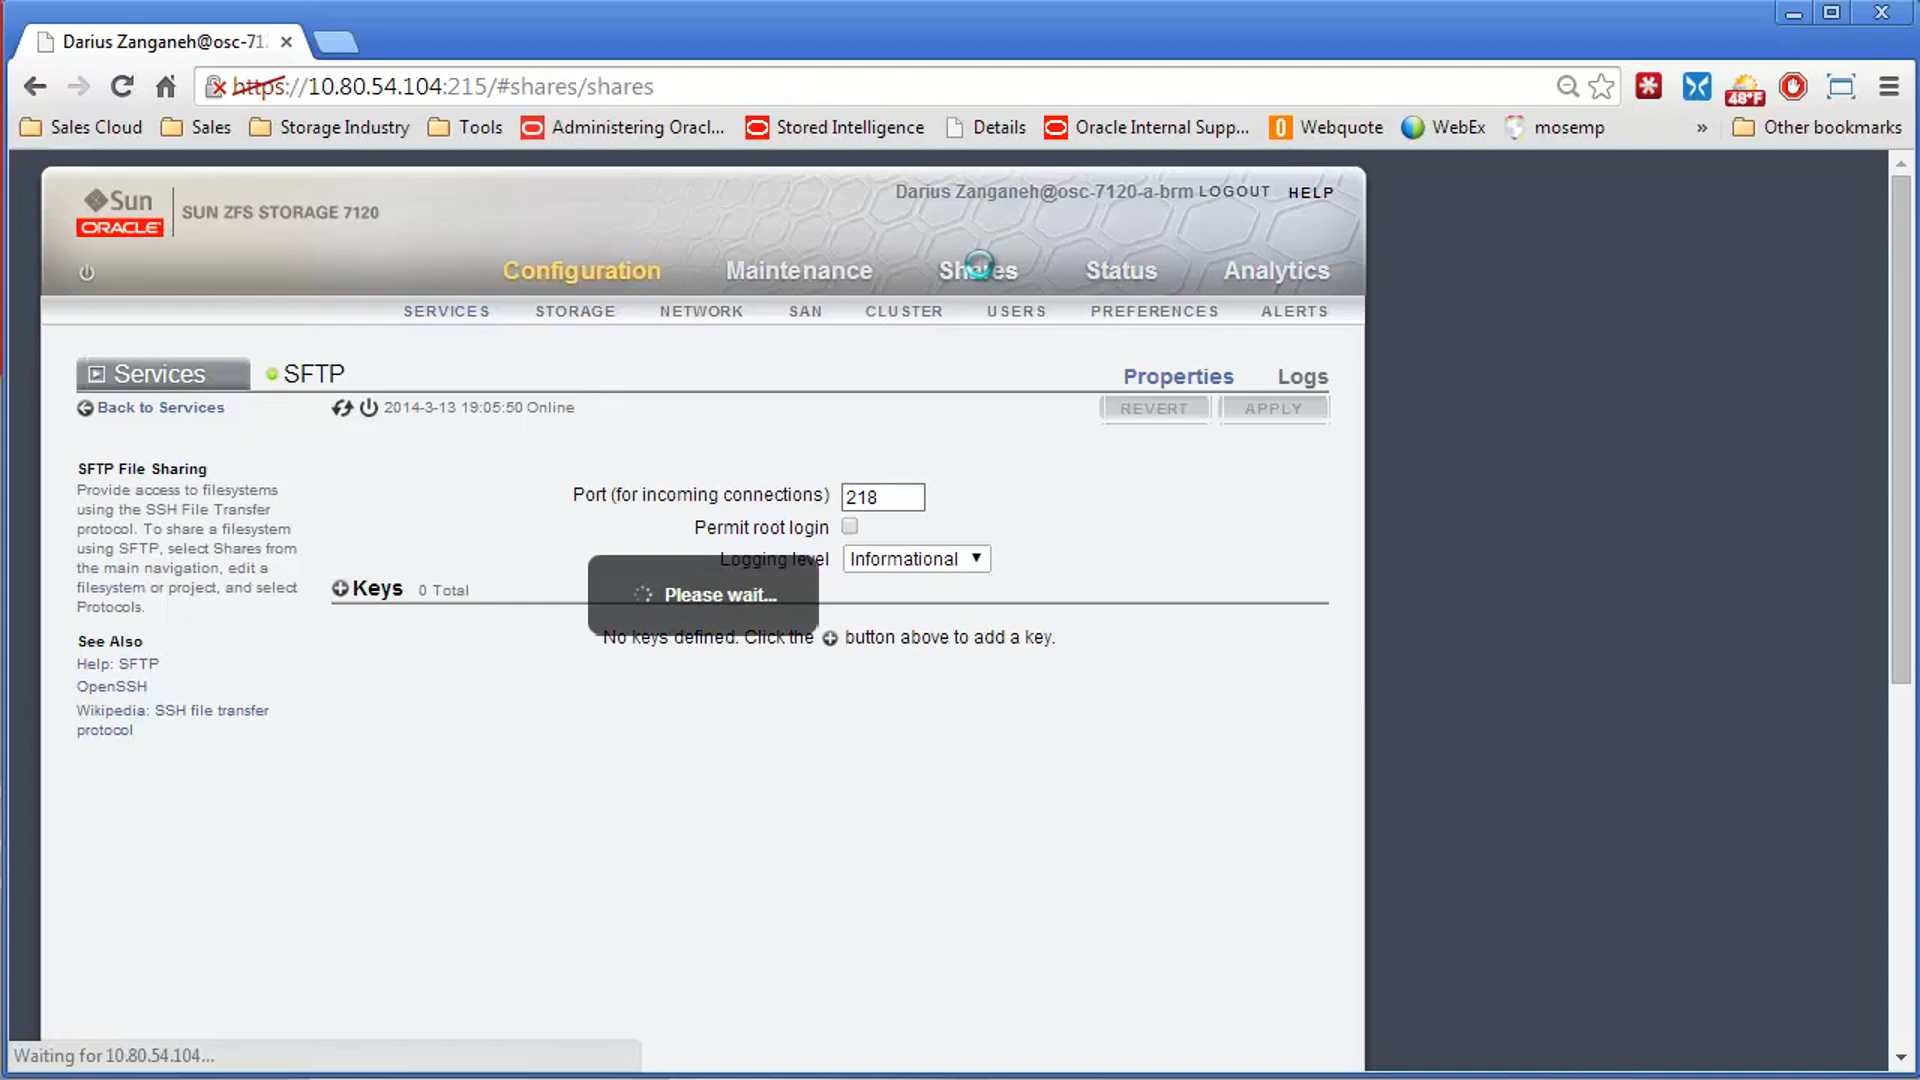 Darius Zanganeh@osc-71
https://10.80.54.104:215/#shares/shares
48°F
Sales Cloud Sales Storage Industry Tools Administering Oracl... Stored Intelligence Details Oracle Internal Supp... Webquote WebEx mosemp » Other bookmarks
Darius Zanganeh@osc-7120-a-brm LOGOUT HELP
Sun
ORACLE
SUN ZFS STORAGE 7120
Configuration Maintenance Shares Status Analytics
SERVICES STORAGE NETWORK SAN CLUSTER USERS PREFERENCES ALERTS
Services SFTP Properties Logs
Back to Services 2014-3-13 19:05:50 Online REVERT APPLY
SFTP File Sharing
Provide access to filesystems
using the SSH File Transfer
protocol. To share a filesystem
using SFTP, select Shares from
the main navigation, edit a
filesystem or project, and select
Protocols.
See Also
Help: SFTP
OpenSSH
Wikipedia: SSH file transfer
protocol
Port (for incoming connections) 218
Permit root login
Logging level Informational
Keys 0 Total
Please wait...
No keys defined. Click the button above to add a key.
Waiting for 10.80.54.104...